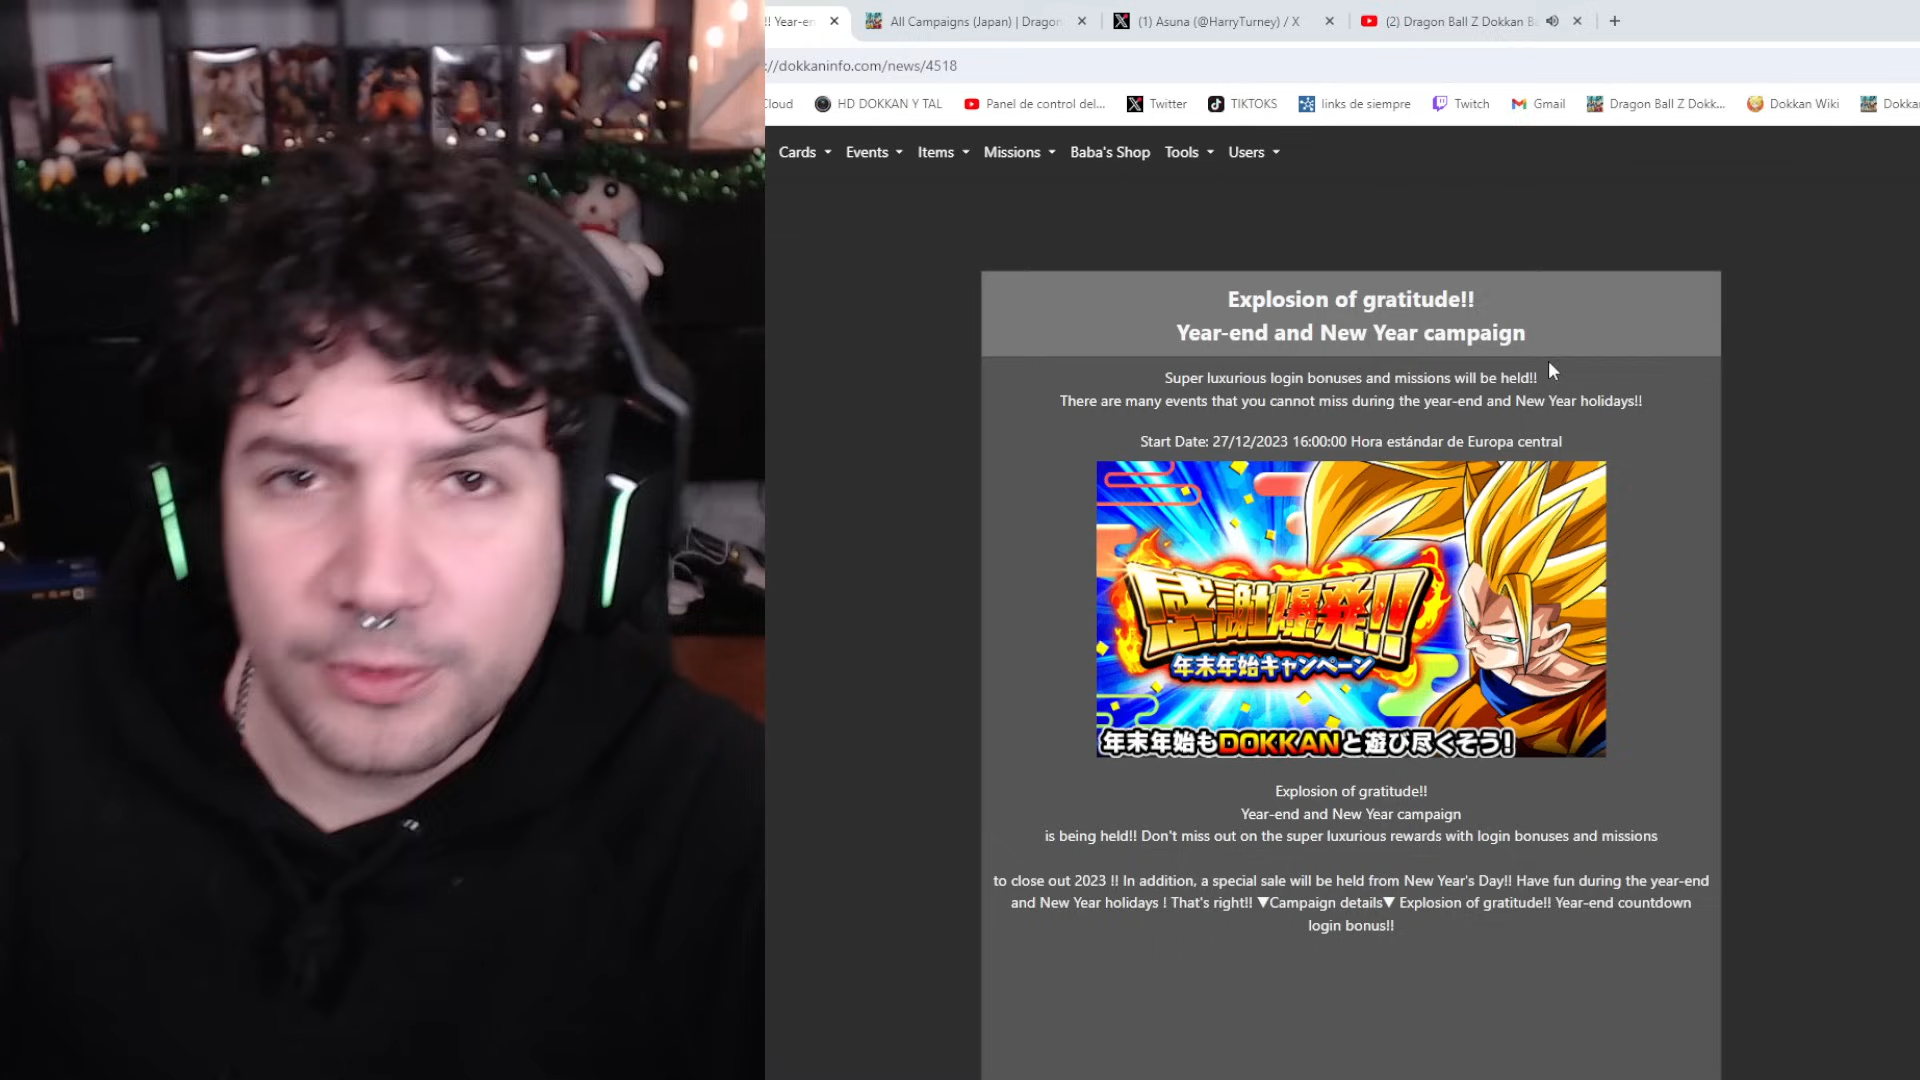 !! Year-en
All Campaigns (Japan) | Dragon
(1) Asuna (@HarryTurney) / X
(2) Dragon Ball Z Dokkan B
://dokkaninfo.com/news/4518
Cloud
HD DOKKAN Y TAL
Panel de control del...
Twitter
TIKTOKS
links de siempre
Twitch
Gmail
Dragon Ball Z Dokk...
Dokkan Wiki
Dokka
Cards
Events
Items
Missions
Baba's Shop
Tools
Users
Explosion of gratitude!!
Year-end and New Year campaign
Super luxurious login bonuses and missions will be held!!
There are many events that you cannot miss during the year-end and New Year holidays!!
Start Date: 27/12/2023 16:00:00 Hora estándar de Europa central
感謝爆発!!
年末年始キャンペーン
年末年始もDOKKANと遊び尽くそう!
Explosion of gratitude!!
Year-end and New Year campaign
is being held!! Don't miss out on the super luxurious rewards with login bonuses and missions
to close out 2023 !! In addition, a special sale will be held from New Year's Day!! Have fun during the year-end
and New Year holidays ! That's right!! ▼Campaign details▼ Explosion of gratitude!! Year-end countdown
login bonus!!